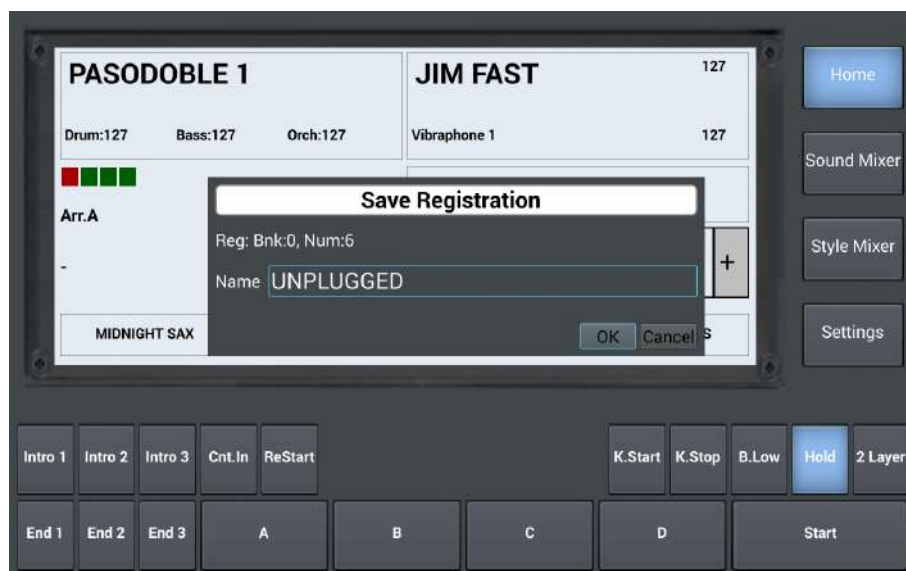 PASODOBLE 1
JIM FAST
127
Home
Drum:127 Bass:127 Orch:127
Vibraphone 1
127
Sound Mixer
Arr.A
Save Registration
Reg: Bnk:0, Num:6
-
Name UNPLUGGED
+
Style Mixer
MIDNIGHT SAX
OK Cancel
S
Settings
Intro 1 Intro 2 Intro 3 Cnt.In ReStart
K.Start K.Stop B.Low Hold 2 Layer
End 1 End 2 End 3 A B C D Start